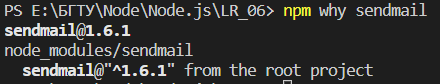 PS E:\БГТУ\Node\Node.js\LR_06> npm why sendmail
sendmail@1.6.1
node_modules/sendmail
  sendmail@"^1.6.1" from the root project